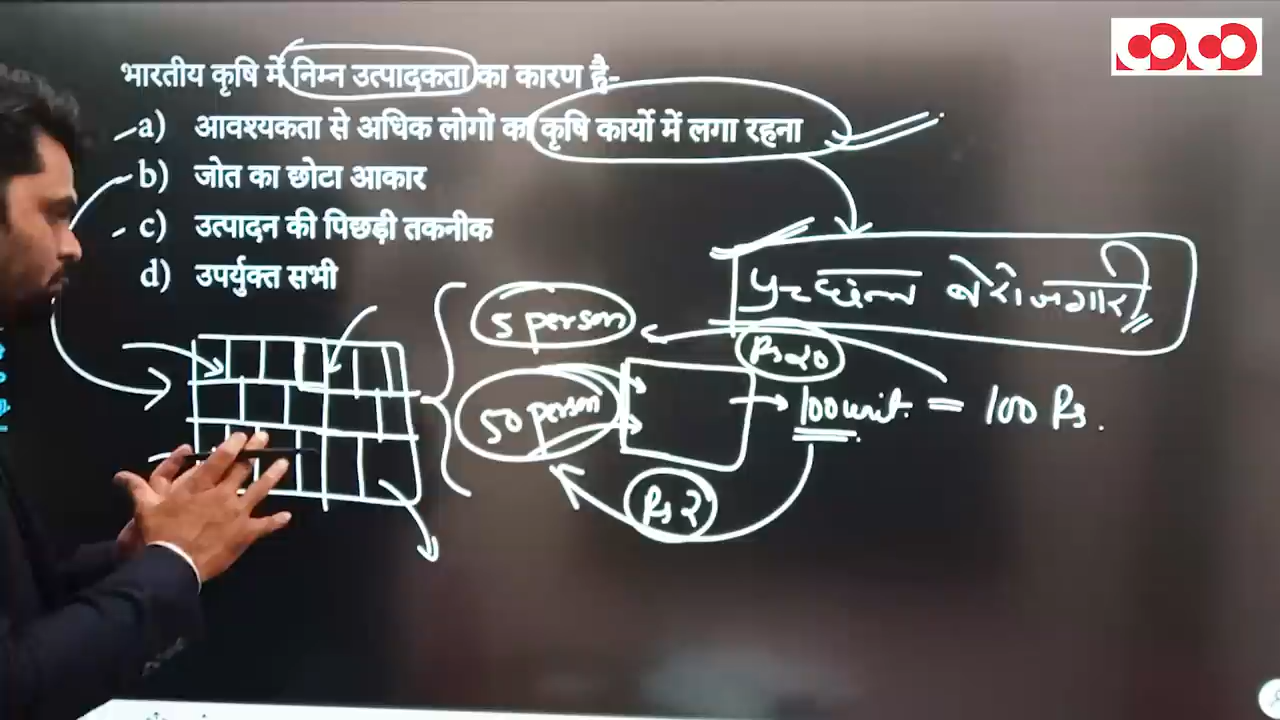 भारतीय कृषि में निम्न उत्पादकता का कारण है-
a) आवश्यकता से अधिक लोगों का कृषि कार्यो में लगा रहना
b) जोत का छोटा आकार
c) उत्पादन की पिछड़ी तकनीक
d) उपर्युक्त सभी
प्रच्छन्न बेरोजगारी
5 person
Rs 20
50 person
100 unit = 100 Rs.
Rs 2